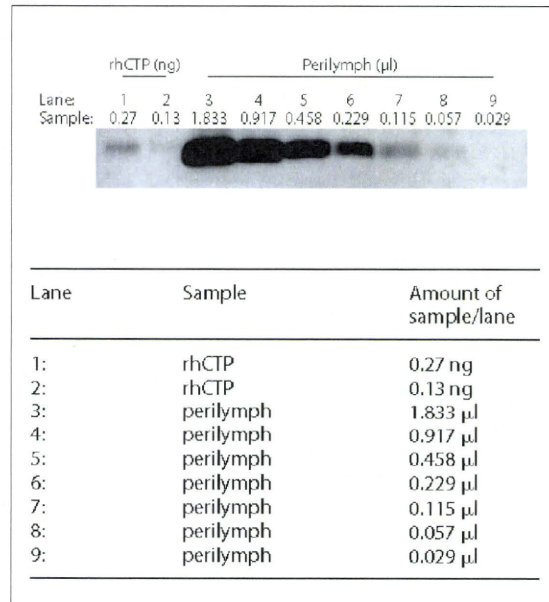 rhCTP (ng) Perilymph (µl)
Lane: 1 2 3 4 5 6 7 8 9
Sample: 0.27 0.13 1.833 0.917 0.458 0.229 0.115 0.057 0.029
Lane Sample Amount of
sample/lane
1: rhCTP 0.27 ng
2: rhCTP 0.13 ng
3: perilymph 1.833 µl
4: perilymph 0.917 µl
5: perilymph 0.458 µl
6: perilymph 0.229 µl
7: perilymph 0.115 µl
8: perilymph 0.057 µl
9: perilymph 0.029 µl